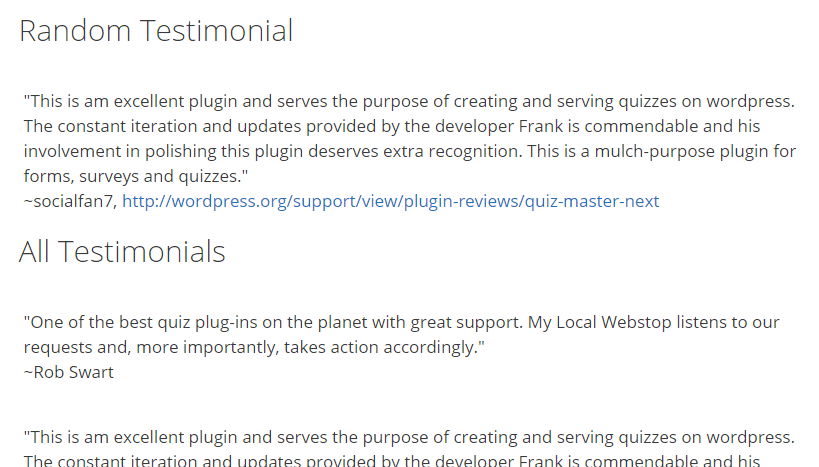 Random Testimonial
"This is am excellent plugin and serves the purpose of creating and serving quizzes on wordpress.
The constant iteration and updates provided by the developer Frank is commendable and his
involvement in polishing this plugin deserves extra recognition. This is a mulch-purpose plugin for
forms, surveys and quizzes."
~socialfan7, http://wordpress.org/support/view/plugin-reviews/quiz-master-next
All Testimonials
"One of the best quiz plug-ins on the planet with great support. My Local Webstop listens to our
requests and, more importantly, takes action accordingly."
~Rob Swart
"This is am excellent plugin and serves the purpose of creating and serving quizzes on wordpress.
The constant iteration and updates provided by the developer Frank is commendable and his